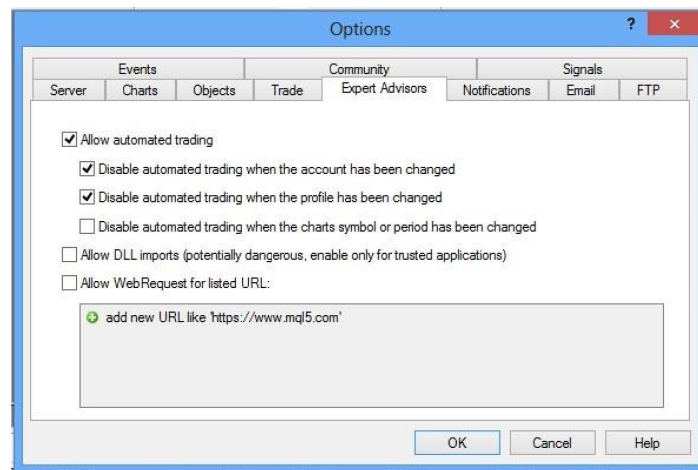 Options
?
Events Community Signals
Server Charts Objects Trade Expert Advisors Notifications Email FTP
Allow automated trading
Disable automated trading when the account has been changed
Disable automated trading when the profile has been changed
Disable automated trading when the charts symbol or period has been changed
Allow DLL imports (potentially dangerous, enable only for trusted applications)
Allow WebRequest for listed URL:
add new URL like 'https://www.mql5.com'
OK Cancel Help